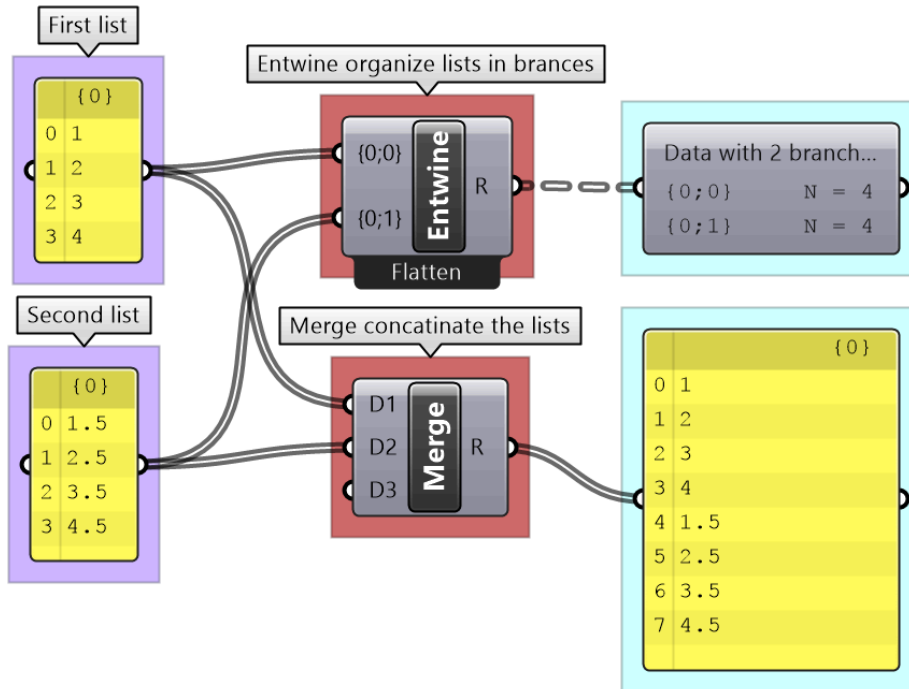 First list
{0}
0 1
1 2
2 3
3 4
Second list
{0}
0 1.5
1 2.5
2 3.5
3 4.5
Entwine organize lists in brances
{0;0}
{0;1}
Entwine
R
Flatten
Merge concatinate the lists
D1
D2
D3
Merge
R
Data with 2 branch...
{0;0} N = 4
{0;1} N = 4
{0}
0 1
1 2
2 3
3 4
4 1.5
5 2.5
6 3.5
7 4.5